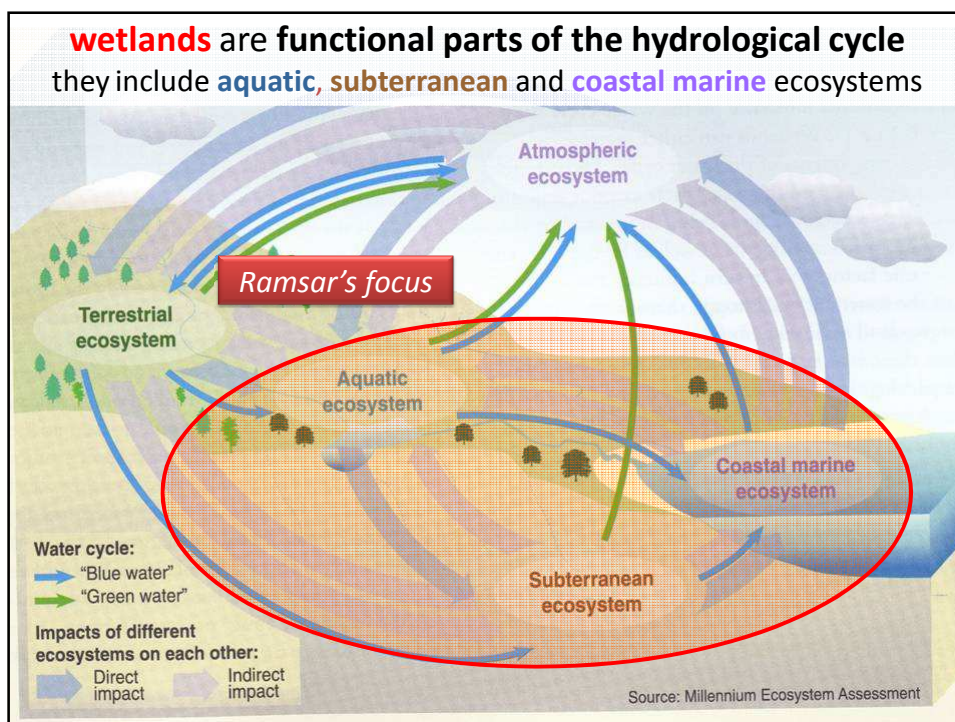 wetlands are functional parts of the hydrological cycle
they include aquatic, subterranean and coastal marine ecosystems
Atmospheric
ecosystem
Ramsar's focus
Terrestrial
ecosystem
Aquatic
ecosystem
Coastal marine
ecosystem
Subterranean
ecosystem
Water cycle:
"Blue water"
"Green water"
Impacts of different
ecosystems on each other:
Direct
impact
Indirect
impact
Source: Millennium Ecosystem Assessment